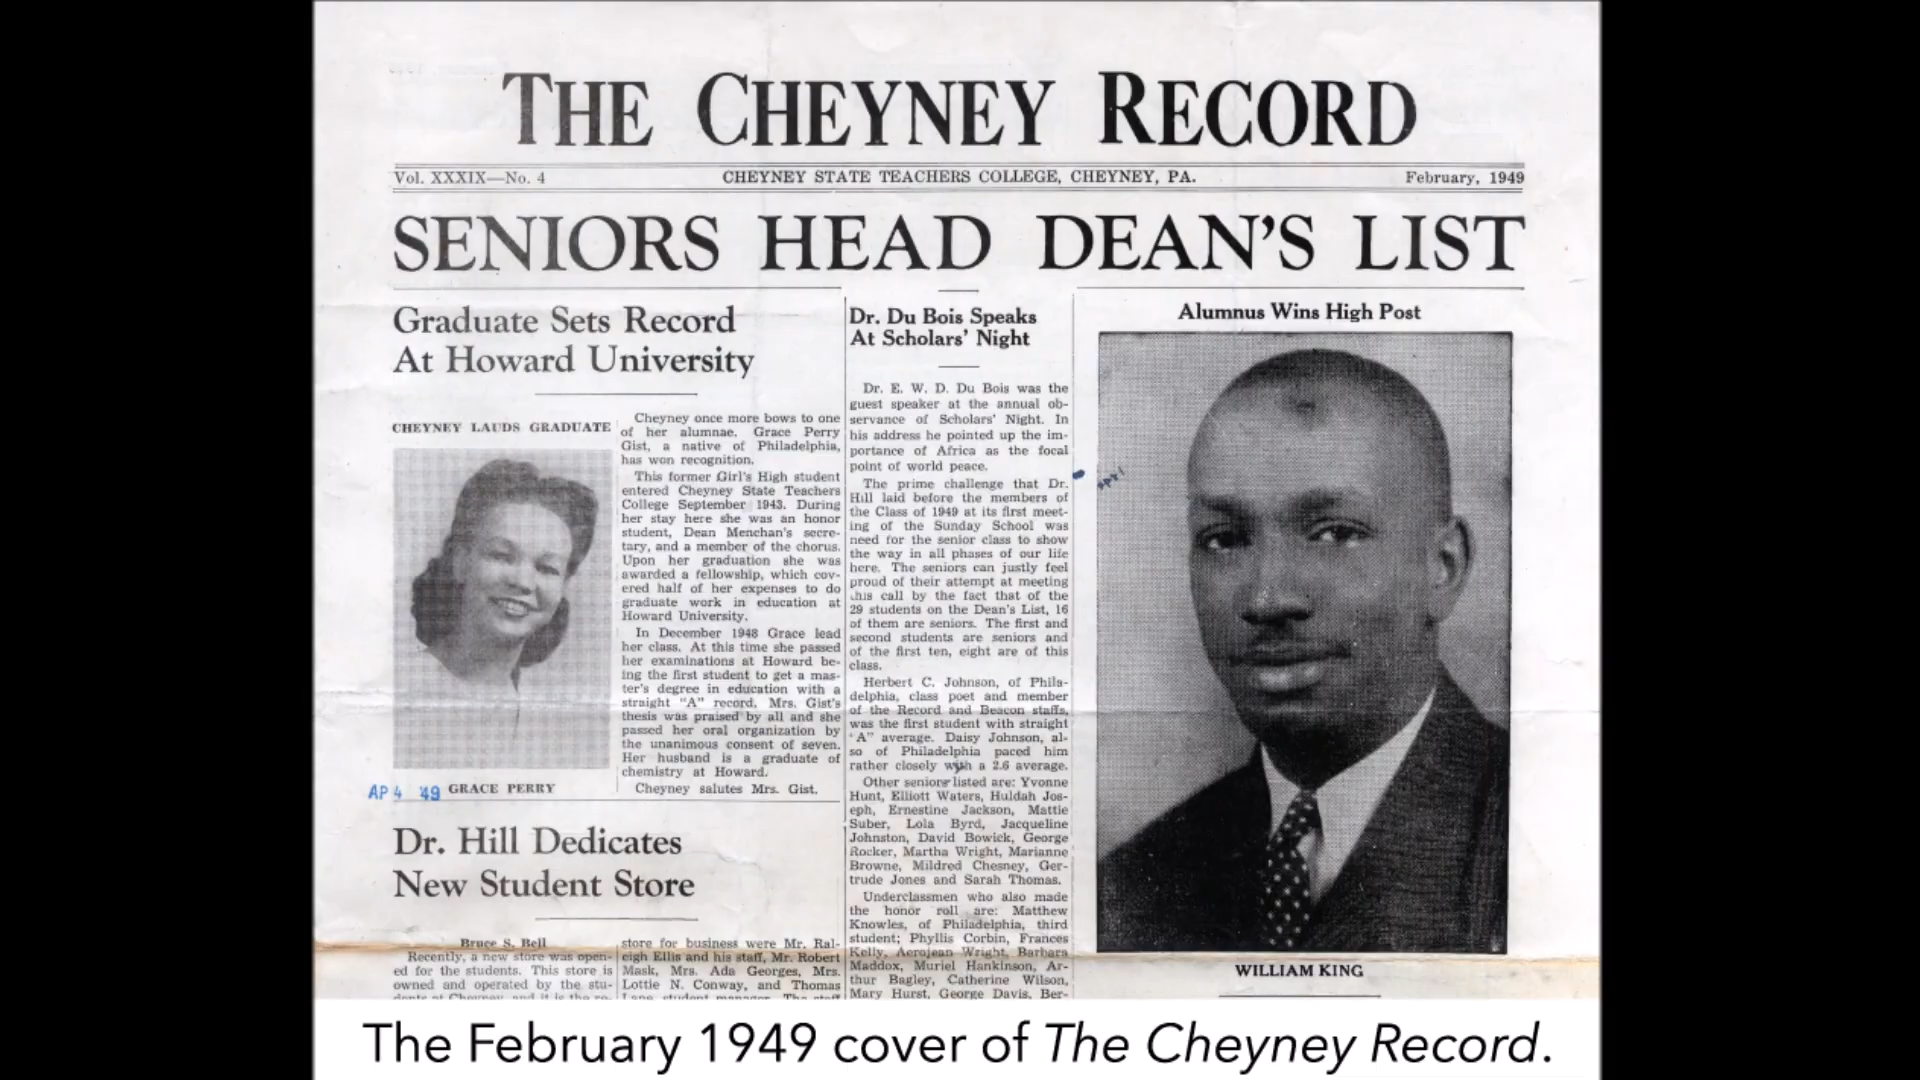 THE CHEYNEY RECORD
Vol. XXXIX—No. 4
CHEYNEY STATE TEACHERS COLLEGE, CHEYNEY, PA.
February, 1949
SENIORS HEAD DEAN'S LIST
Graduate Sets Record
At Howard University
CHEYNEY LAUDS GRADUATE
AP 4 '49
GRACE PERRY
Cheyney once more bows to one
of her alumnae. Grace Perry
Gist, a native of Philadelphia,
has won recognition.
This former Girl's High student
entered Cheyney State Teachers
College September 1943. During
her stay here she was an honor
student, Dean Menchan's secre-
tary, and a member of the chorus.
Upon her graduation she was
awarded a fellowship, which cov-
ered half of her expenses to do
graduate work in education at
Howard University.
In December 1948 Grace lead
her class. At this time she passed
her examinations at Howard be-
ing the first student to get a mas-
ter's degree in education with a
straight "A" record. Mrs. Gist's
thesis was praised by all and she
passed her oral organization by
the unanimous consent of seven.
Her husband is a graduate of
chemistry at Howard.
Cheyney salutes Mrs. Gist.
Dr. Hill Dedicates
New Student Store
Bruce S. Bell
Recently, a new store was open-
ed for the students. This store is
owned and operated by the stu-
dents at Cheyney and it is the re-
store for business were Mr. Ral-
eigh Ellis and his staff, Mr. Robert
Mask, Mrs. Ada Georges, Mrs.
Lottie N. Conway, and Thomas
Lane, student manager. The staff
Dr. Du Bois Speaks
At Scholars' Night
Dr. E. W. D. Du Bois was the
guest speaker at the annual ob-
servance of Scholars' Night. In
his address he pointed up the im-
portance of Africa as the focal
point of world peace.
The prime challenge that Dr.
Hill laid before the members of
the Class of 1949 at its first meet-
ing of the Sunday School was
need for the senior class to show
the way in all phases of our life
here. The seniors can justly feel
proud of their attempt at meeting
this call by the fact that of the
29 students on the Dean's List, 16
of them are seniors. The first and
second students are seniors and
of the first ten, eight are of this
class.
Herbert C. Johnson, of Phila-
delphia, class poet and member
of the Record and Beacon staffs,
was the first student with straight
"A" average. Daisy Johnson, al-
so of Philadelphia paced him
rather closely with a 2.6 average.
Other seniors listed are: Yvonne
Hunt, Elliott Waters, Huldah Jos-
eph, Ernestine Jackson, Mattie
Suber, Lola Byrd, Jacqueline
Johnston, David Bowick, George
Rocker, Martha Wright, Marianne
Browne, Mildred Chesney, Ger-
trude Jones and Sarah Thomas.
Underclassmen who also made
the honor roll are: Matthew
Knowles, of Philadelphia, third
student; Phyllis Corbin, Frances
Kelly, Aerojean Wright, Barbara
Maddox, Muriel Hankinson, Ar-
thur Bagley, Catherine Wilson,
Mary Hurst, George Davis, Ber-
Alumnus Wins High Post
WILLIAM KING
The February 1949 cover of The Cheyney Record.